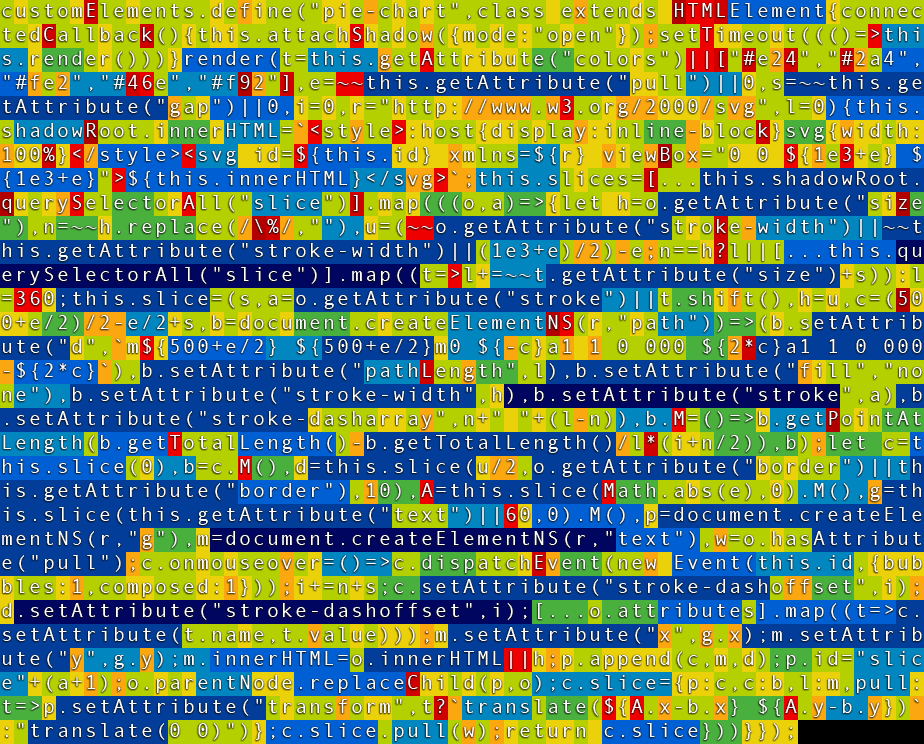 customElements.define("pie-chart",class extends HTMLElement{connec
tedCallback(){this.attachShadow({mode:"open"});setTimeout((()=>thi
s.render()))}render(t=this.getAttribute("colors")||["#e24","#2a4",
"#fe2","#46e","#f92"],e=~~this.getAttribute("pull")||0,s=~~this.ge
tAttribute("gap")||0,i=0,r="http://www.w3.org/2000/svg",l=0){this.
shadowRoot.innerHTML=`<style>:host{display:inline-block}svg{width:
100%}</style><svg id=${this.id} xmlns=${r} viewBox="0 0 ${1e3+e} $
{1e3+e}">${this.innerHTML}</svg>`;this.slices=[...this.shadowRoot.
querySelectorAll("slice")].map(((o,a)=>{let h=o.getAttribute("size
"),n=~~h.replace(/\%/,""),u=(~~o.getAttribute("stroke-width")||~~t
his.getAttribute("stroke-width")||(1e3+e)/2)-e;n==h?l||[...this.qu
erySelectorAll("slice")].map((t=>l+=~~t.getAttribute("size")+s)):l
=360;this.slice=(s,a=o.getAttribute("stroke")||t.shift(),h=u,c=(50
0+e/2)/2-e/2+s,b=document.createElementNS(r,"path"))=>(b.setAttrib
ute("d",`m${500+e/2} ${500+e/2}m0 ${-c}a1 1 0 000 ${2*c}a1 1 0 000
-${2*c}`),b.setAttribute("pathLength",l),b.setAttribute("fill","no
ne"),b.setAttribute("stroke-width",h),b.setAttribute("stroke",a),b
.setAttribute("stroke-dasharray",n+" "+(l-n)),b.M=()=>b.getPointAt
Length(b.getTotalLength()-b.getTotalLength()/l*(i+n/2)),b);let c=t
his.slice(0),b=c.M(),d=this.slice(u/2,o.getAttribute("border")||th
is.getAttribute("border"),10),A=this.slice(Math.abs(e),0).M(),g=th
is.slice(this.getAttribute("text")||60,0).M(),p=document.createEle
mentNS(r,"g"),m=document.createElementNS(r,"text"),w=o.hasAttribut
e("pull");c.onmouseover=()=>c.dispatchEvent(new Event(this.id,{bub
bles:1,composed:1}));i+=n+s;c.setAttribute("stroke-dashoffset",i);
d.setAttribute("stroke-dashoffset",i);[...o.attributes].map((t=>c.
setAttribute(t.name,t.value)));m.setAttribute("x",g.x);m.setAttrib
ute("y",g.y);m.innerHTML=o.innerHTML||h;p.append(c,m,d);p.id="slic
e"+(a+1);o.parentNode.replaceChild(p,o);c.slice={p:c,c:b,l:m,pull:
t=>p.setAttribute("transform",t?`translate(${A.x-b.x} ${A.y-b.y})`
:"translate(0 0)")};c.slice.pull(w);return c.slice}))}});